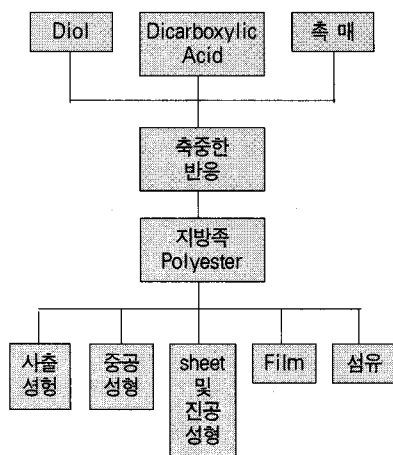 Diol
Dicarboxylic
Acid
촉 매
축중한
반응
지방족
Polyester
사출
성형
중공
성형
sheet
및
진공
성형
Film
섬유